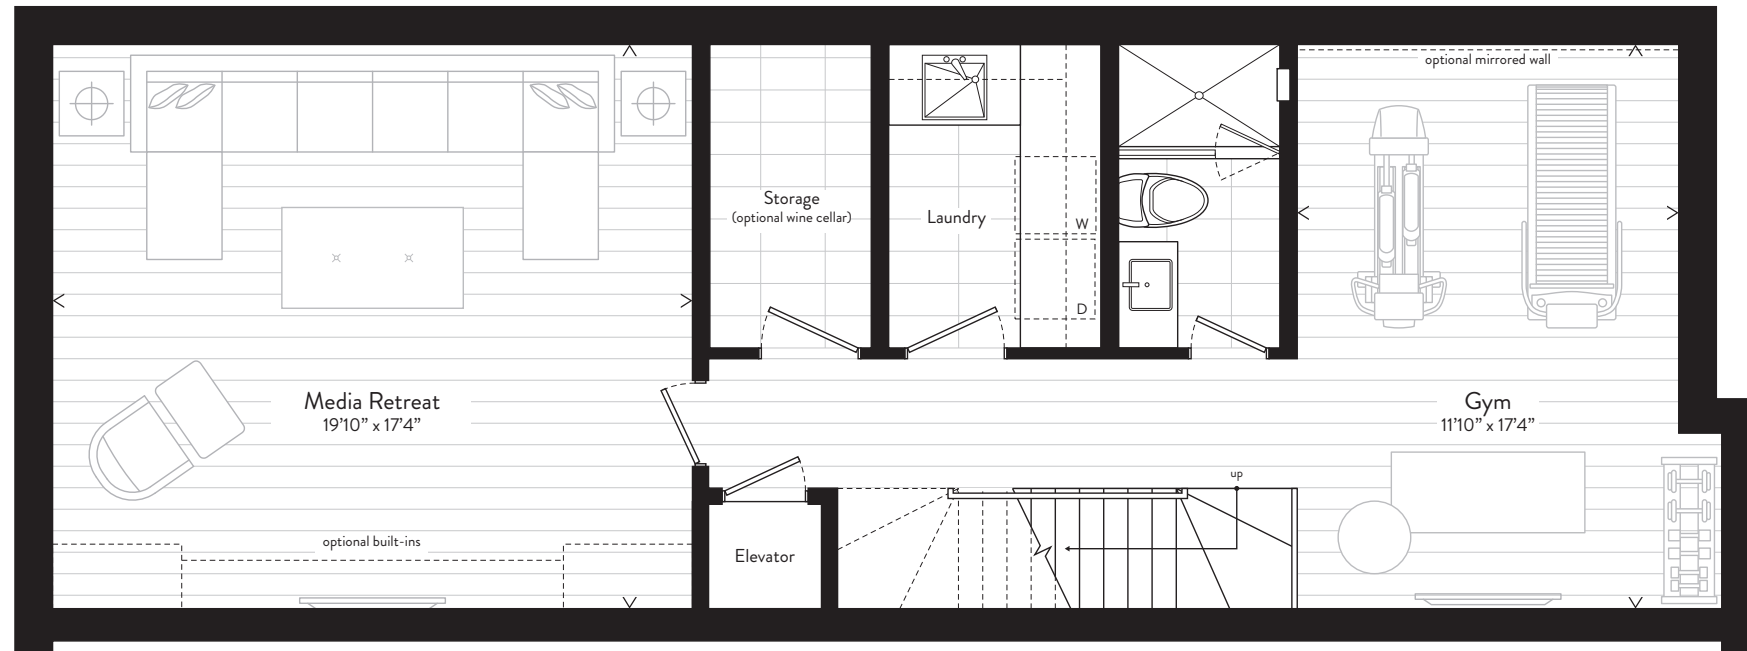 optional mirrored wall
Storage
(optional wine cellar)
Laundry
W
D
Media Retreat
19’10” x 17’4”
Gym
11’10” x 17’4”
up
optional built-ins
Elevator